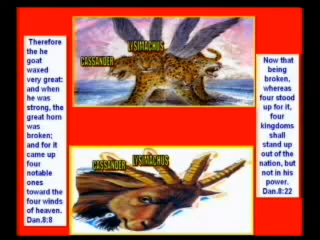 Therefore
the he
goat
waxed
very great:
and when
he was
strong, the
great horn
was
broken;
and for it
came up
four
notable
ones
toward the
four winds
of heaven.
Dan.8:8
LYSIMACHUS
CASSANDER
CASSANDER
LYSIMACHUS
Now that
being
broken,
whereas
four stood
up for it,
four
kingdoms
shall
stand up
out of the
nation, but
not in his
power.
Dan.8:22